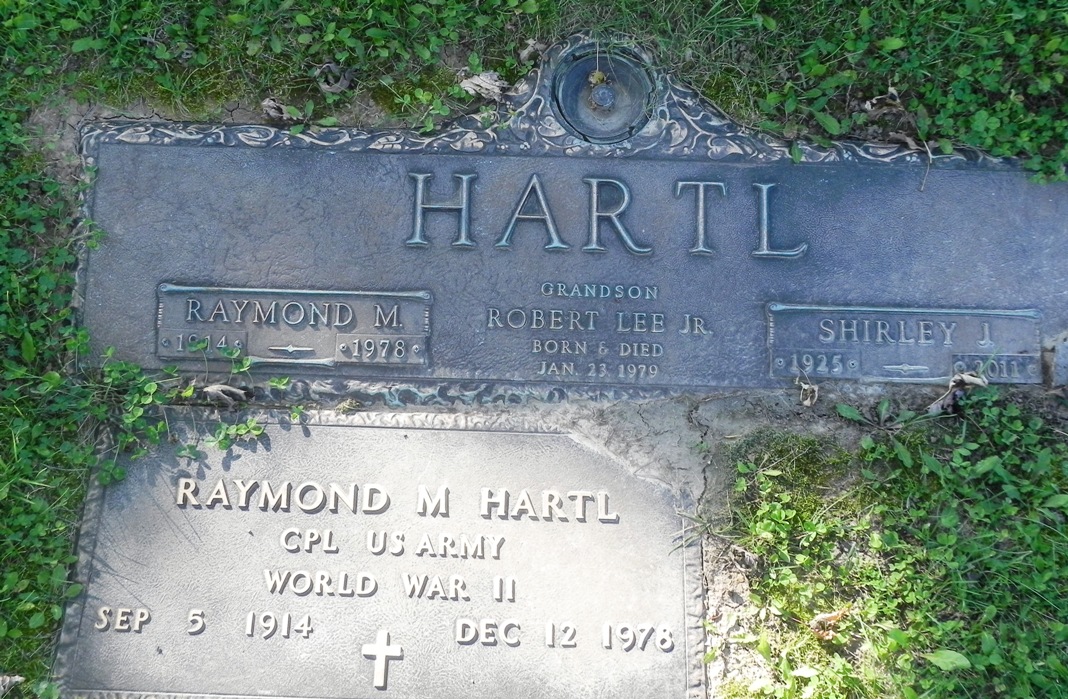 HARTL
RAYMOND M.
1914 1978
GRANDSON
ROBERT LEE JR.
BORN & DIED
JAN. 23 1979
SHIRLEY J.
1925 2011
RAYMOND M HARTL
CPL US ARMY
WORLD WAR II
SEP 5 1914 DEC 12 1978